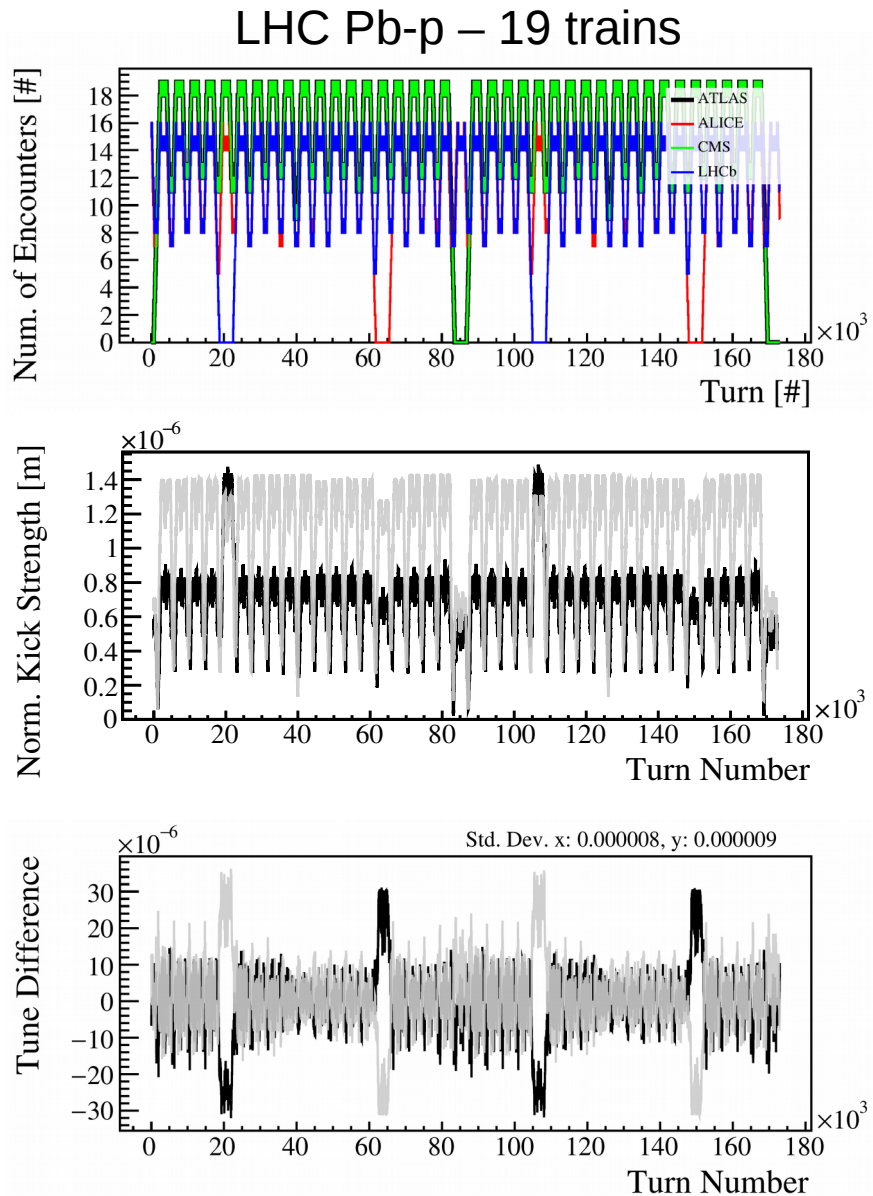 LHC Pb-p – 19 trains
Num. of Encounters [#]
18
16
14
12
10
8
6
4
2
0
ATLAS
ALICE
CMS
LHCb
0 20 40 60 80 100 120 140 160 180
×10³
Turn [#]
×10⁻⁶
Norm. Kick Strength [m]
1.4
1.2
1
0.8
0.6
0.4
0.2
0
0 20 40 60 80 100 120 140 160 180
×10³
Turn Number
×10⁻⁶
Std. Dev. x: 0.000008, y: 0.000009
Tune Difference
30
20
10
0
−10
−20
−30
0 20 40 60 80 100 120 140 160 180
×10³
Turn Number